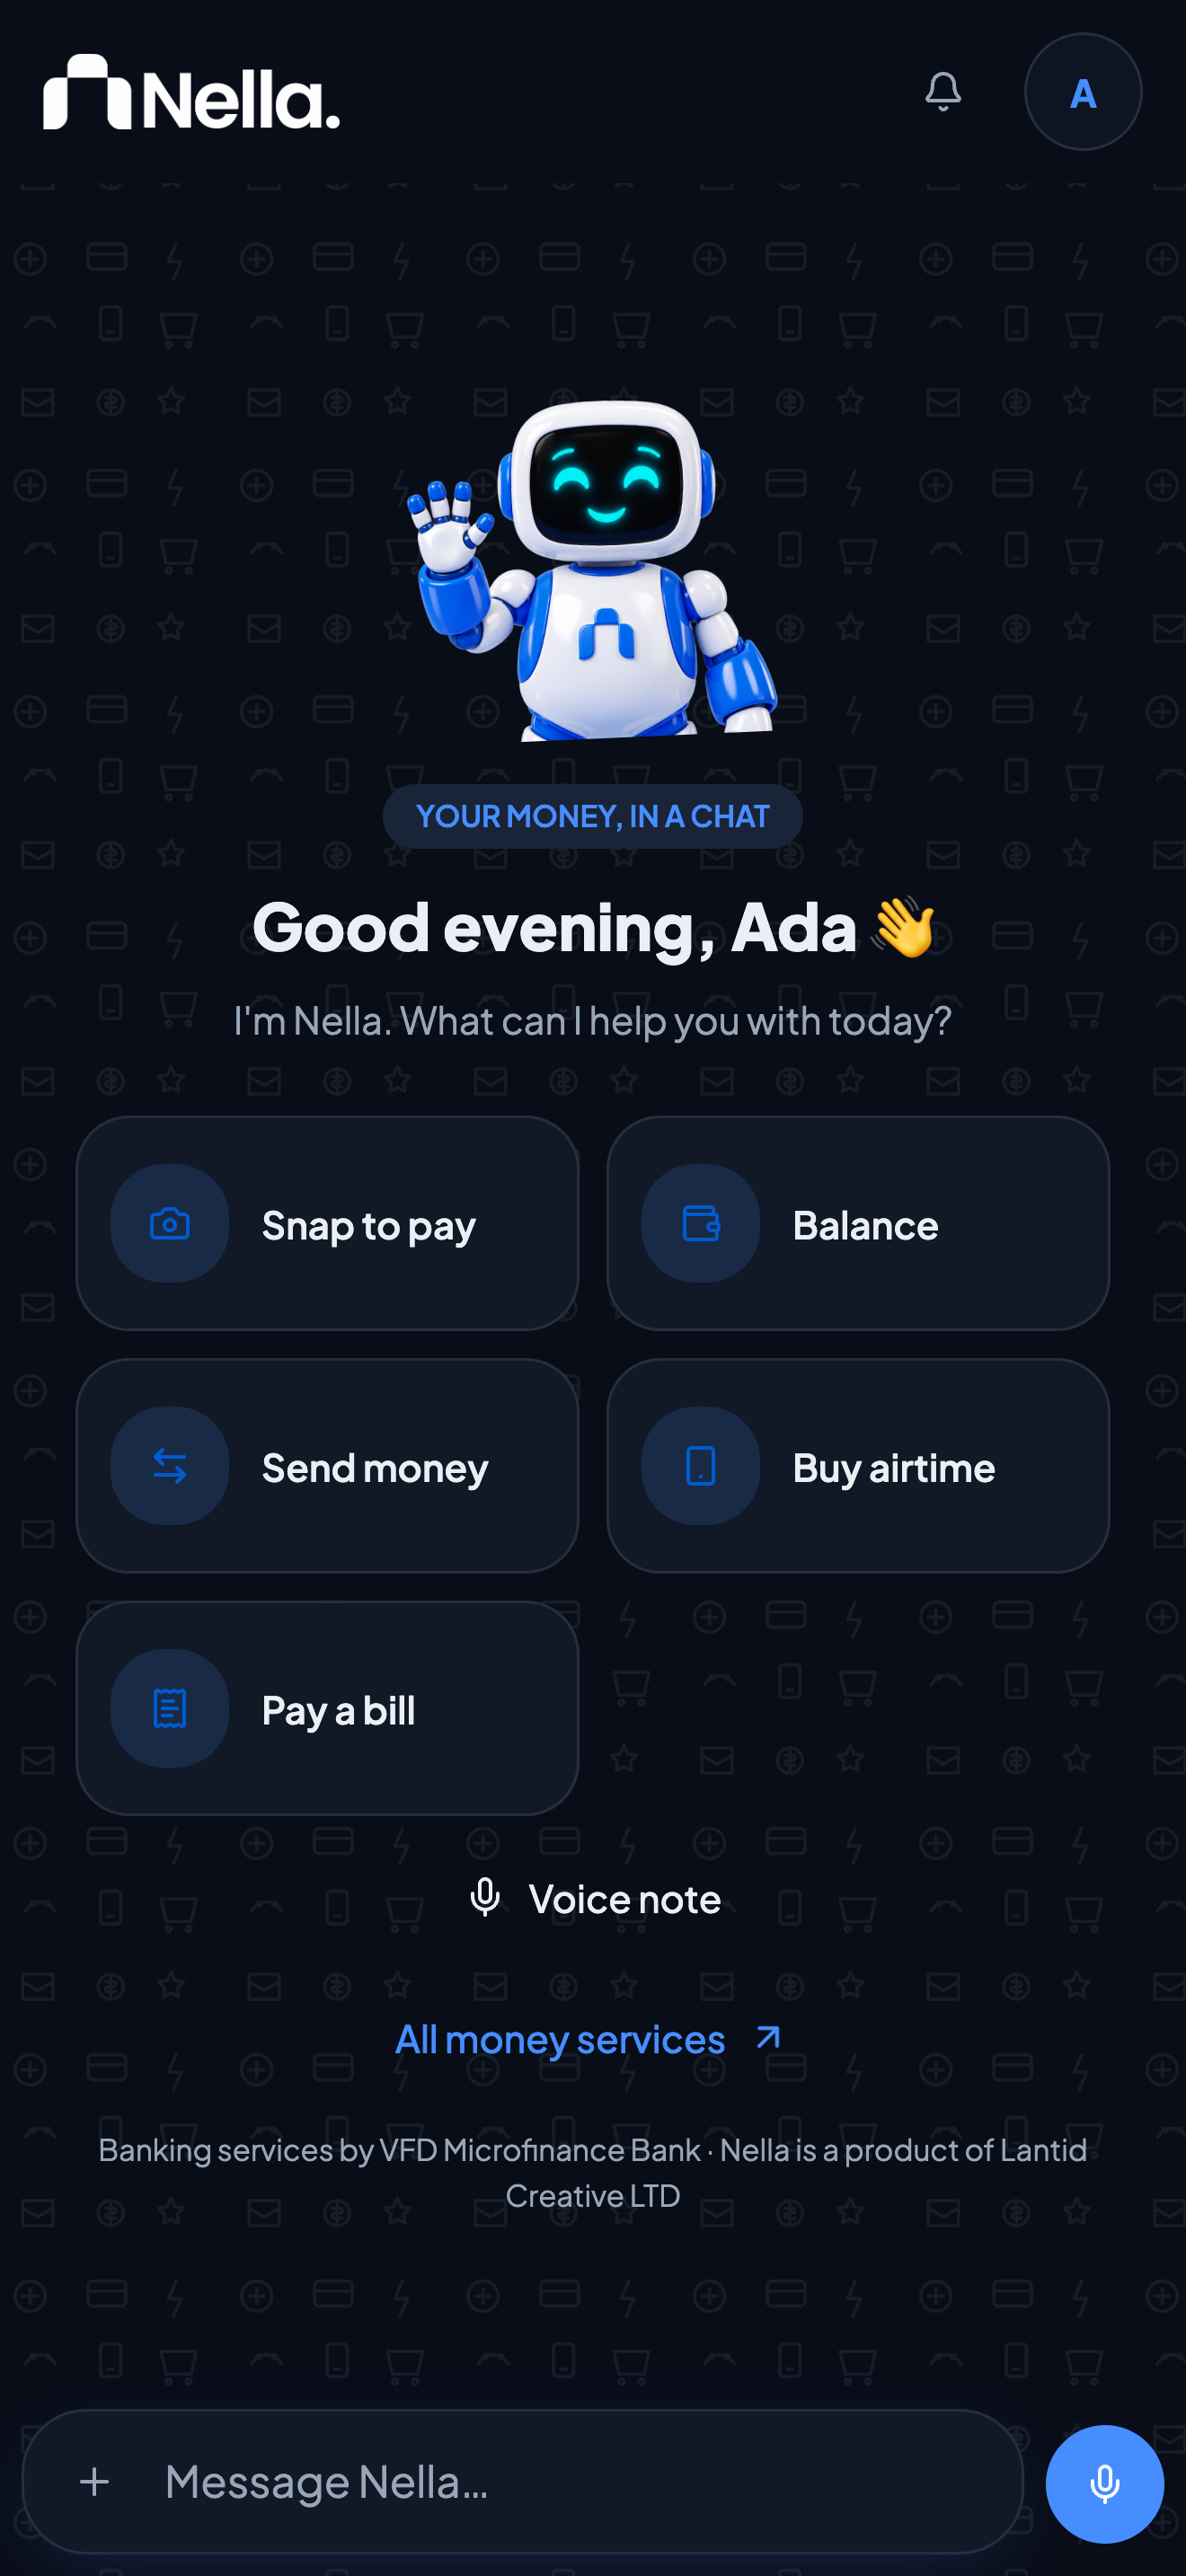 Nella.
A
YOUR MONEY, IN A CHAT
Good evening, Ada 👋
I'm Nella. What can I help you with today?
Snap to pay
Balance
Send money
Buy airtime
Pay a bill
Voice note
All money services
Banking services by VFD Microfinance Bank · Nella is a product of Lantid
Creative LTD
Message Nella...